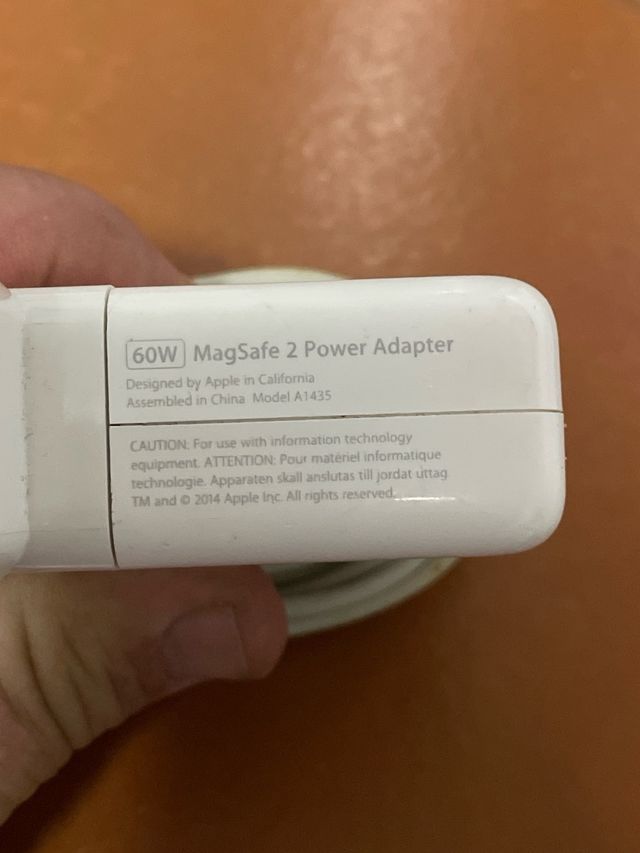 60W MagSafe 2 Power Adapter
Designed by Apple in California
Assembled in China Model A1435
CAUTION: For use with information technology
equipment. ATTENTION: Pour matériel informatique
technologie. Apparaten skall anslutas till jordat uttag
TM and © 2014 Apple Inc. All rights reserved.